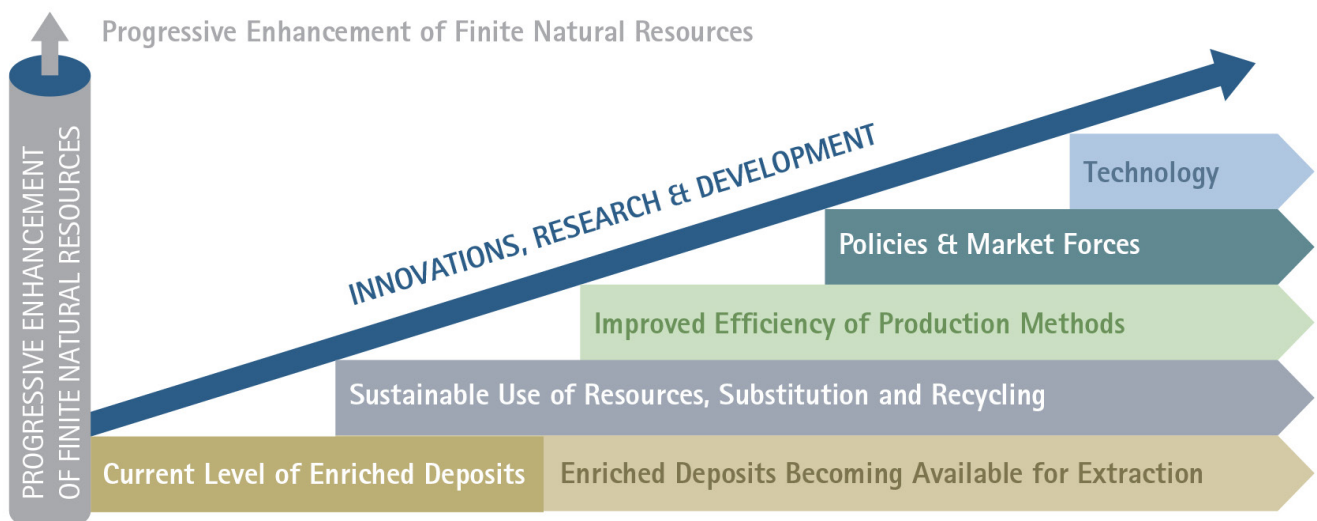 Progressive Enhancement of Finite Natural Resources
PROGRESSIVE ENHANCEMENT
OF FINITE NATURAL RESOURCES
INNOVATIONS, RESEARCH & DEVELOPMENT
Technology
Policies & Market Forces
Improved Efficiency of Production Methods
Sustainable Use of Resources, Substitution and Recycling
Current Level of Enriched Deposits
Enriched Deposits Becoming Available for Extraction